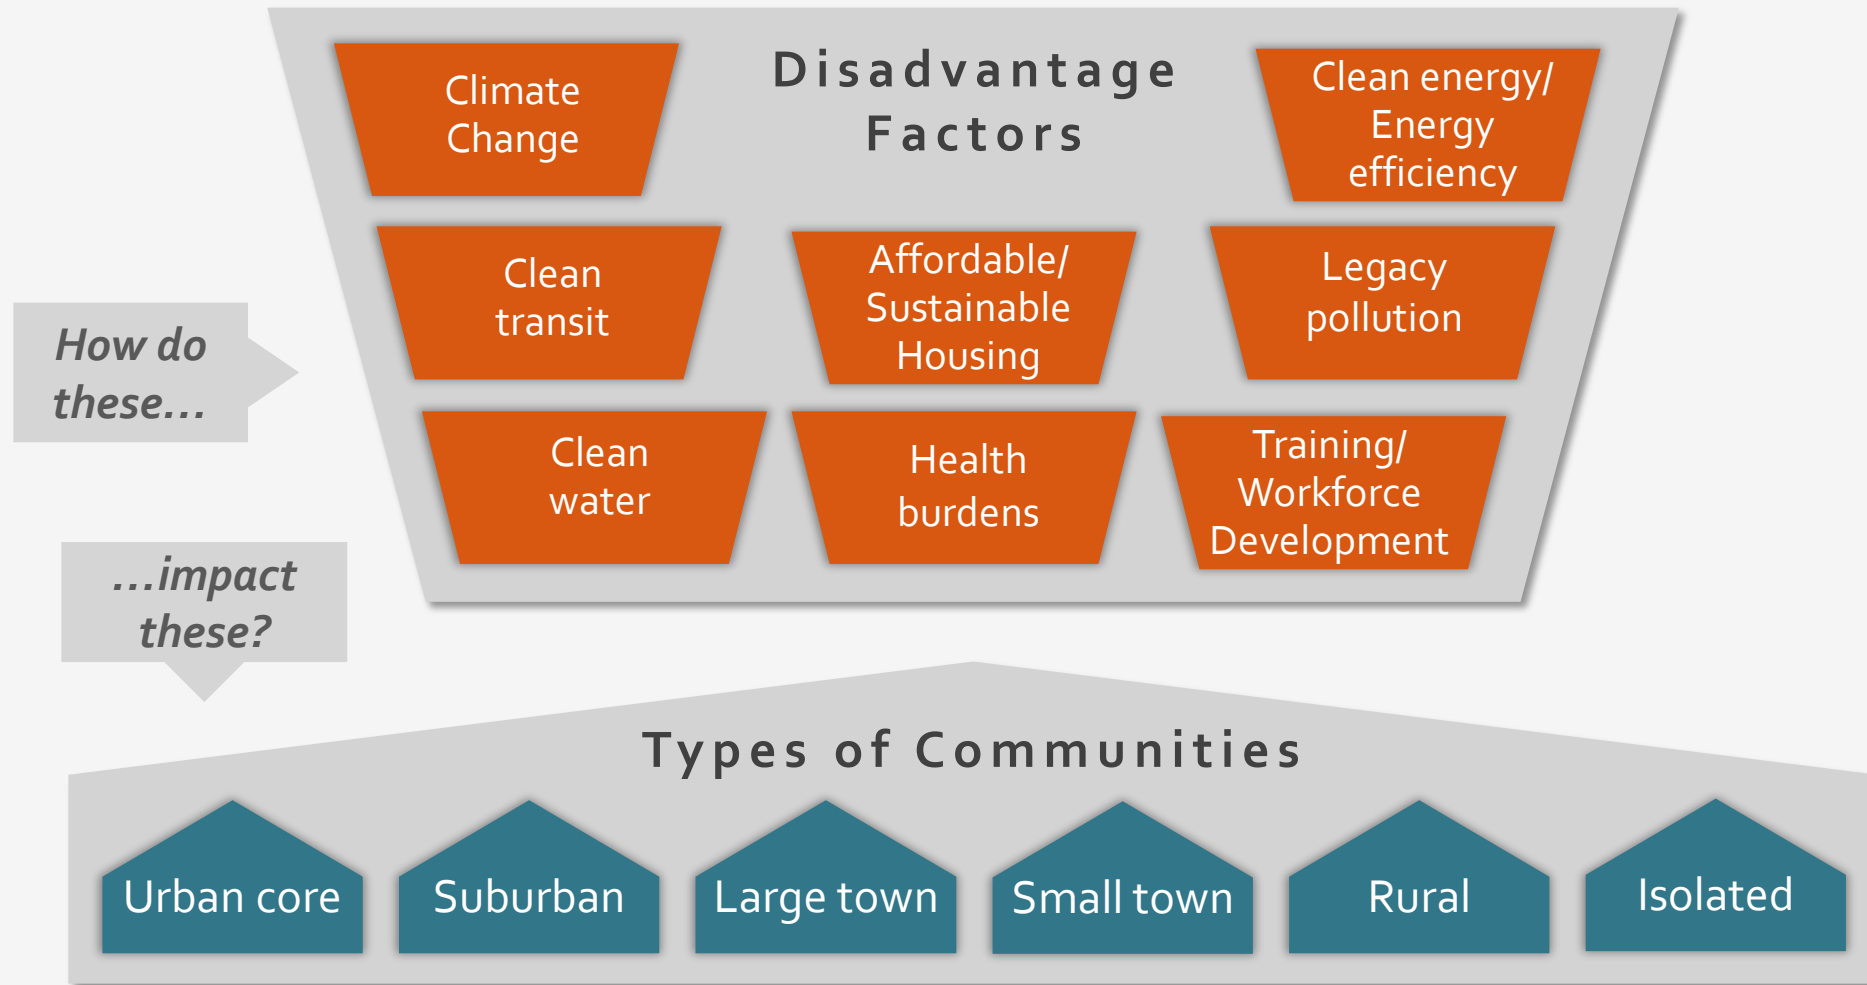 Disadvantage
Factors
Climate
Change
Clean energy/
Energy
efficiency
Clean
transit
Affordable/
Sustainable
Housing
Legacy
pollution
How do
these...
Clean
water
Health
burdens
Training/
Workforce
Development
...impact
these?
Types of Communities
Urban core
Suburban
Large town
Small town
Rural
Isolated